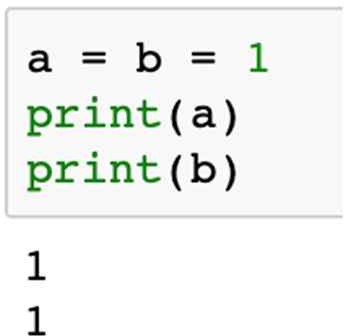 a = b = 1
print(a)
print(b)
1
1